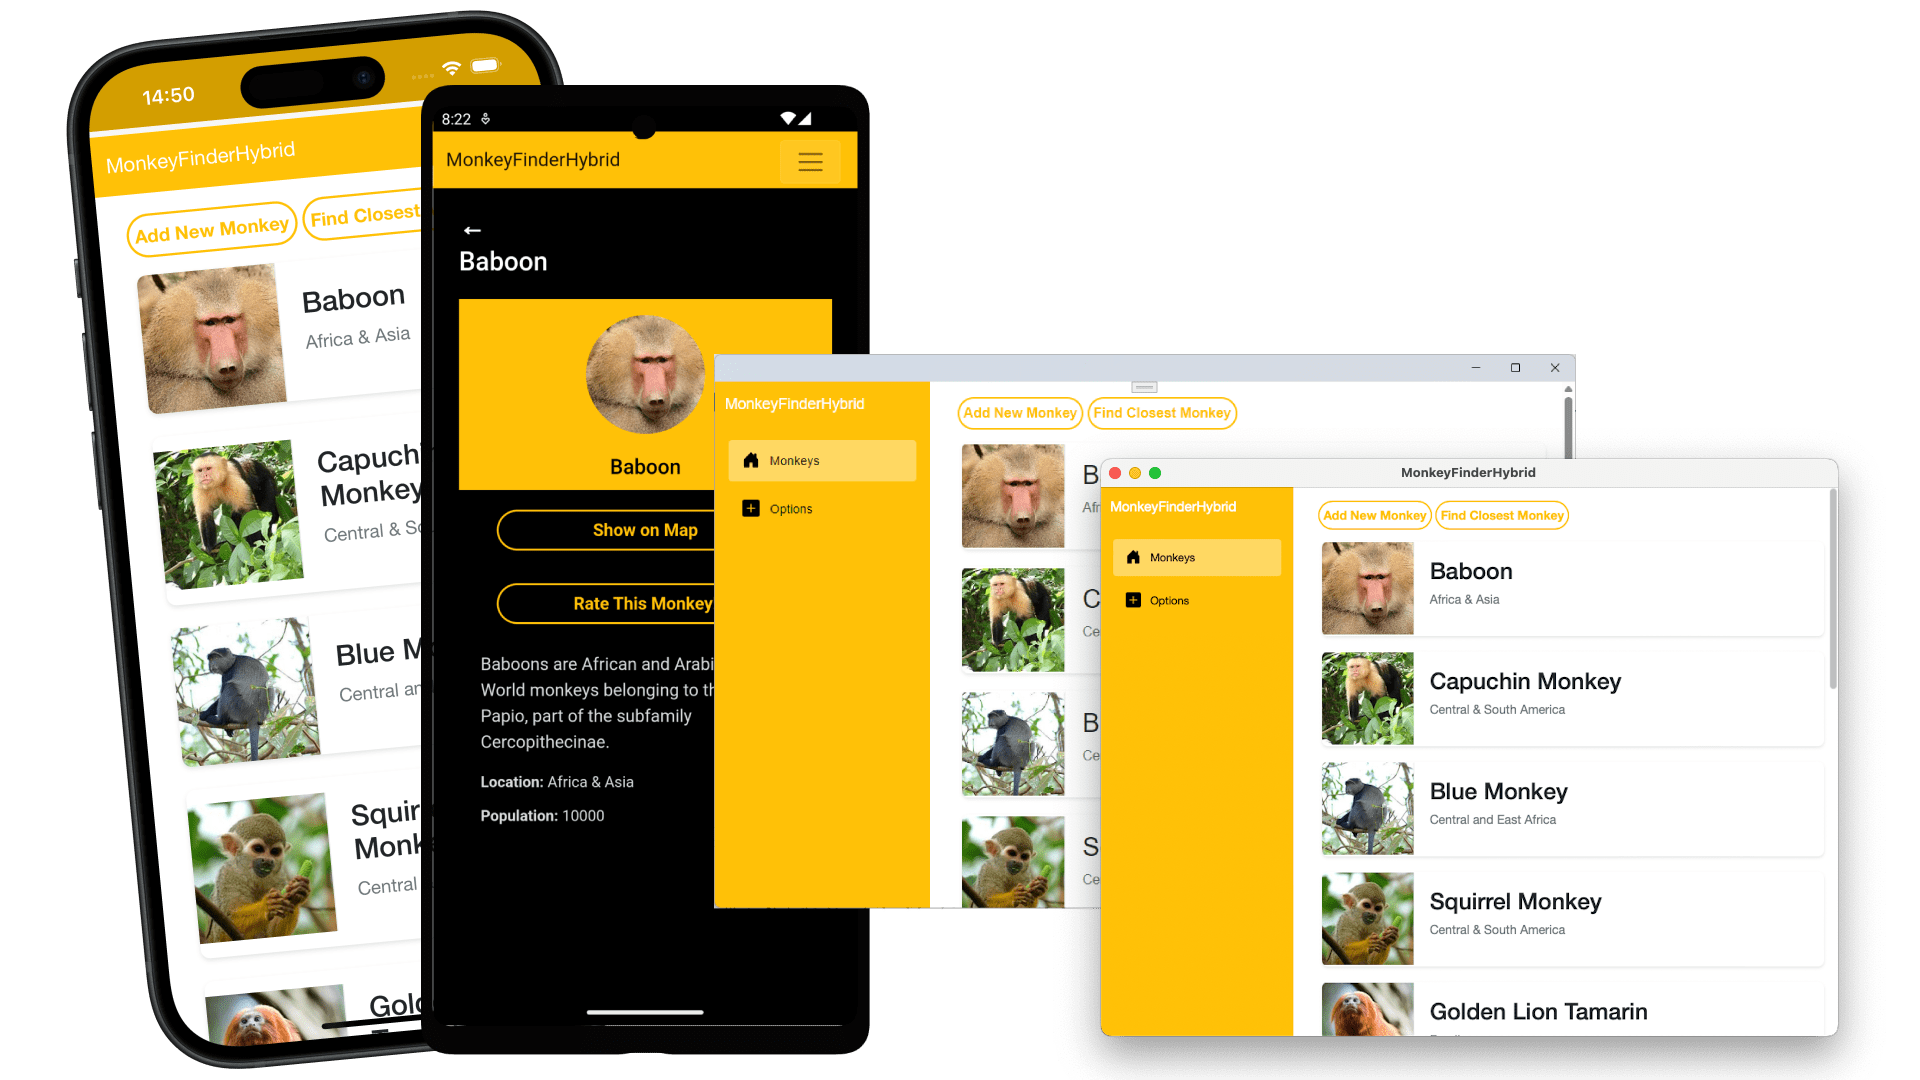 14:50
MonkeyFinderHybrid
Add New Monkey
Find Closest
Baboon
Africa & Asia
Capuch
Monkey
Central & So
Blue M
Central an
Squir
Monk
Central
Gold
8:22
MonkeyFinderHybrid
←
Baboon
Baboon
Show on Map
Rate This Monkey
Baboons are African and Arabi
World monkeys belonging to th
Papio, part of the subfamily
Cercopithecinae.
Location: Africa & Asia
Population: 10000
MonkeyFinderHybrid
Monkeys
Options
Add New Monkey
Find Closest Monkey
B
Afr
C
Ce
B
Ce
S
Ce
MonkeyFinderHybrid
MonkeyFinderHybrid
Monkeys
Options
Add New Monkey
Find Closest Monkey
Baboon
Africa & Asia
Capuchin Monkey
Central & South America
Blue Monkey
Central and East Africa
Squirrel Monkey
Central & South America
Golden Lion Tamarin